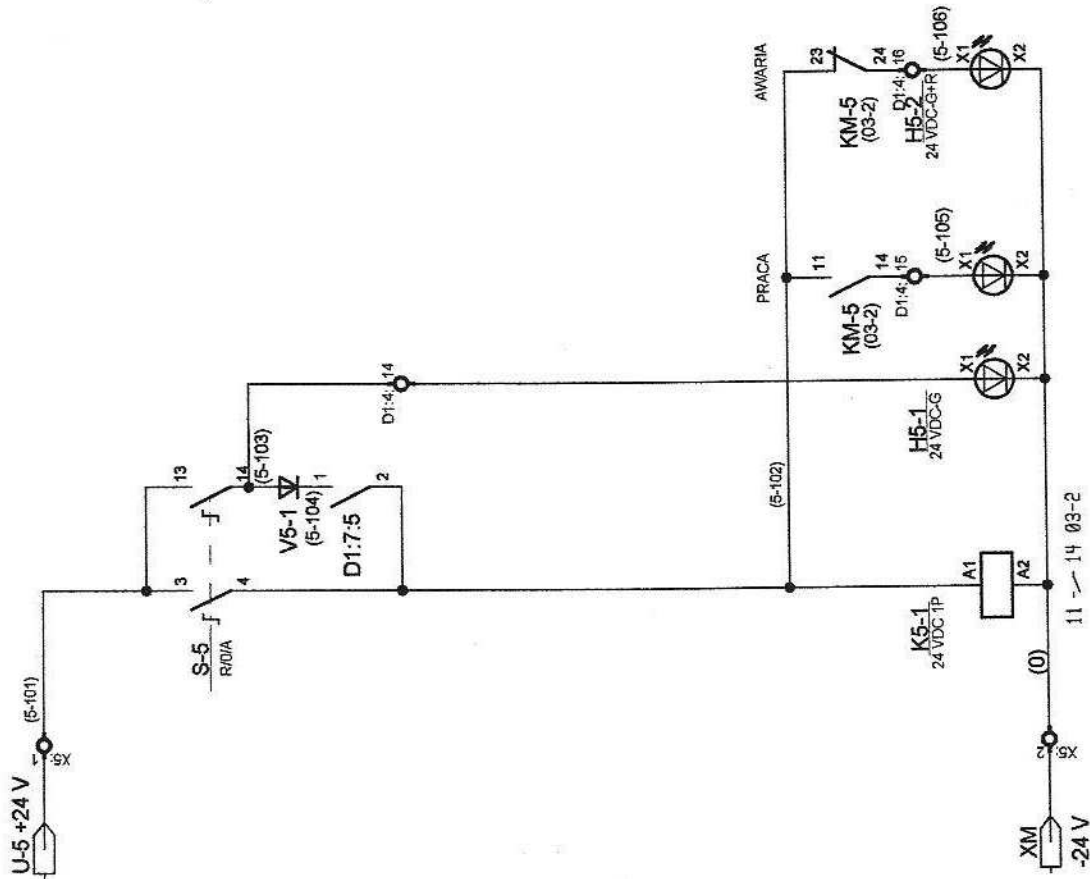 U-5 +24 V
X5: 1
(5-101)
S-5
R/0/A
3
4
13
14
(5-103)
V5-1
(5-104)
1
2
D1:7:5
D1:4: 14
(5-102)
PRACA
AWARIA
11
14
KM-5
(03-2)
D1:4: 15
(5-105)
23
24
KM-5
(03-2)
D1:4: 16
H5-2
24 VDC-G+R
(5-106)
X1
X2
X1
X2
H5-1
24 VDC-G
X1
X2
K5-1
24 VDC 1P
A1
A2
XM
-24 V
X5: 2
(0)
11 14 03-2